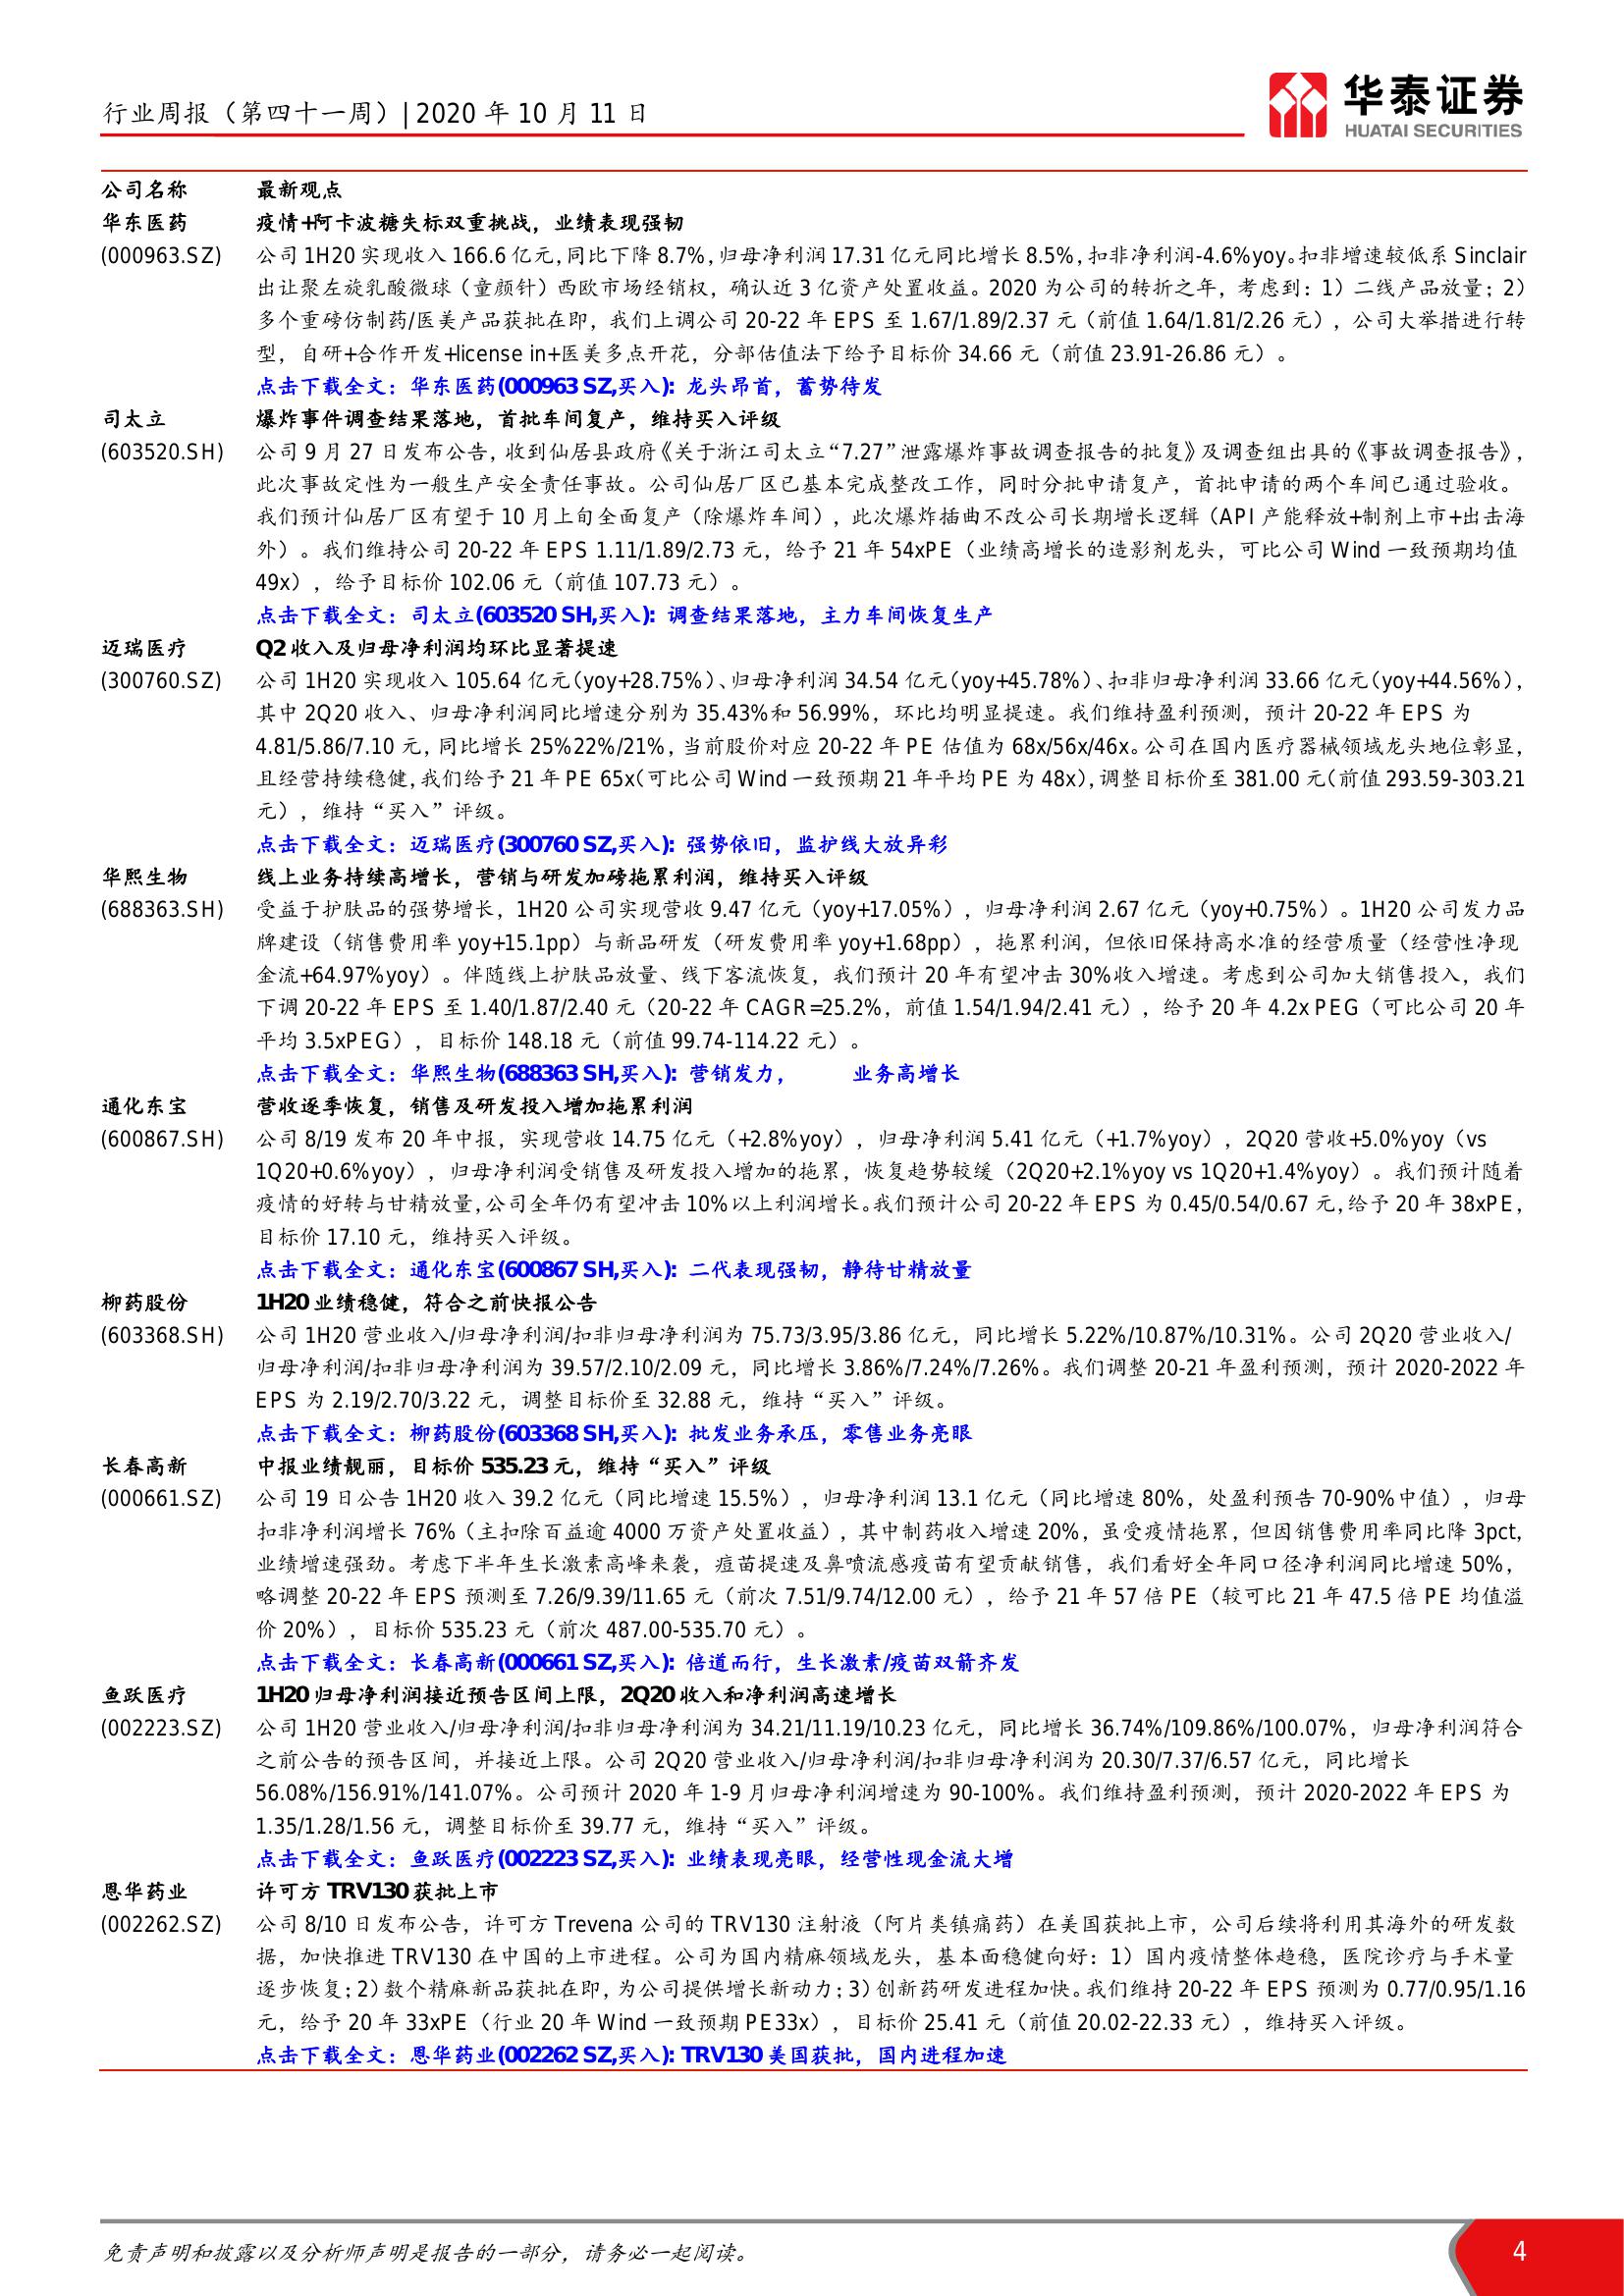 行业周报（第四十一周）| 2020 年 10 月 11 日
华泰证券
HUATAI SECURITIES
公司名称 最新观点
华东医药 疫情+阿卡波糖失标双重挑战，业绩表现强韧
(000963.SZ) 公司 1H20 实现收入 166.6 亿元，同比下降 8.7%，归母净利润 17.31 亿元同比增长 8.5%，扣非净利润-4.6%yoy。扣非增速较低系 Sinclair
出让聚左旋乳酸微球（童颜针）西欧市场经销权，确认近 3 亿资产处置收益。2020 为公司的转折之年，考虑到：1）二线产品放量；2）
多个重磅仿制药/医美产品获批在即，我们上调公司 20-22 年 EPS 至 1.67/1.89/2.37 元（前值 1.64/1.81/2.26 元），公司大举措进行转
型，自研+合作开发+license in+医美多点开花，分部估值法下给予目标价 34.66 元（前值 23.91-26.86 元）。
点击下载全文：华东医药(000963 SZ,买入): 龙头昂首，蓄势待发
司太立 爆炸事件调查结果落地，首批车间复产，维持买入评级
(603520.SH) 公司 9 月 27 日发布公告，收到仙居县政府《关于浙江司太立“7.27”泄露爆炸事故调查报告的批复》及调查组出具的《事故调查报告》，
此次事故定性为一般生产安全责任事故。公司仙居厂区已基本完成整改工作，同时分批申请复产，首批申请的两个车间已通过验收。
我们预计仙居厂区有望于 10 月上旬全面复产（除爆炸车间），此次爆炸插曲不改公司长期增长逻辑（API 产能释放+制剂上市+出击海
外）。我们维持公司 20-22 年 EPS 1.11/1.89/2.73 元，给予 21 年 54xPE（业绩高增长的造影剂龙头，可比公司 Wind 一致预期均值
49x），给予目标价 102.06 元（前值 107.73 元）。
点击下载全文：司太立(603520 SH,买入): 调查结果落地，主力车间恢复生产
迈瑞医疗 Q2 收入及归母净利润均环比显著提速
(300760.SZ) 公司 1H20 实现收入 105.64 亿元（yoy+28.75%）、归母净利润 34.54 亿元（yoy+45.78%）、扣非归母净利润 33.66 亿元（yoy+44.56%），
其中 2Q20 收入、归母净利润同比增速分别为 35.43%和 56.99%，环比均明显提速。我们维持盈利预测，预计 20-22 年 EPS 为
4.81/5.86/7.10 元，同比增长 25%22%/21%，当前股价对应 20-22 年 PE 估值为 68x/56x/46x。公司在国内医疗器械领域龙头地位彰显，
且经营持续稳健，我们给予 21 年 PE 65x（可比公司 Wind 一致预期 21 年平均 PE 为 48x），调整目标价至 381.00 元（前值 293.59-303.21
元），维持“买入”评级。
点击下载全文：迈瑞医疗(300760 SZ,买入): 强势依旧，监护线大放异彩
华熙生物 线上业务持续高增长，营销与研发加磅拖累利润，维持买入评级
(688363.SH) 受益于护肤品的强势增长，1H20 公司实现营收 9.47 亿元（yoy+17.05%），归母净利润 2.67 亿元（yoy+0.75%）。1H20 公司发力品
牌建设（销售费用率 yoy+15.1pp）与新品研发（研发费用率 yoy+1.68pp），拖累利润，但依旧保持高水准的经营质量（经营性净现
金流+64.97%yoy）。伴随线上护肤品放量、线下客流恢复，我们预计 20 年有望冲击 30%收入增速。考虑到公司加大销售投入，我们
下调 20-22 年 EPS 至 1.40/1.87/2.40 元（20-22 年 CAGR=25.2%，前值 1.54/1.94/2.41 元），给予 20 年 4.2x PEG（可比公司 20 年
平均 3.5xPEG），目标价 148.18 元（前值 99.74-114.22 元）。
点击下载全文：华熙生物(688363 SH,买入): 营销发力， 业务高增长
通化东宝 营收逐季恢复，销售及研发投入增加拖累利润
(600867.SH) 公司 8/19 发布 20 年中报，实现营收 14.75 亿元（+2.8%yoy），归母净利润 5.41 亿元（+1.7%yoy），2Q20 营收+5.0%yoy（vs
1Q20+0.6%yoy），归母净利润受销售及研发投入增加的拖累，恢复趋势较缓（2Q20+2.1%yoy vs 1Q20+1.4%yoy）。我们预计随着
疫情的好转与甘精放量，公司全年仍有望冲击 10%以上利润增长。我们预计公司 20-22 年 EPS 为 0.45/0.54/0.67 元，给予 20 年 38xPE，
目标价 17.10 元，维持买入评级。
点击下载全文：通化东宝(600867 SH,买入): 二代表现强韧，静待甘精放量
柳药股份 1H20 业绩稳健，符合之前快报公告
(603368.SH) 公司 1H20 营业收入/归母净利润/扣非归母净利润为 75.73/3.95/3.86 亿元，同比增长 5.22%/10.87%/10.31%。公司 2Q20 营业收入/
归母净利润/扣非归母净利润为 39.57/2.10/2.09 元，同比增长 3.86%/7.24%/7.26%。我们调整 20-21 年盈利预测，预计 2020-2022 年
EPS 为 2.19/2.70/3.22 元，调整目标价至 32.88 元，维持“买入”评级。
点击下载全文：柳药股份(603368 SH,买入): 批发业务承压，零售业务亮眼
长春高新 中报业绩靓丽，目标价 535.23 元，维持“买入”评级
(000661.SZ) 公司 19 日公告 1H20 收入 39.2 亿元（同比增速 15.5%），归母净利润 13.1 亿元（同比增速 80%，处盈利预告 70-90%中值），归母
扣非净利润增长 76%（主扣除百益逾 4000 万资产处置收益），其中制药收入增速 20%，虽受疫情拖累，但因销售费用率同比降 3pct，
业绩增速强劲。考虑下半年生长激素高峰来袭，痘苗提速及鼻喷流感疫苗有望贡献销售，我们看好全年同口径净利润同比增速 50%，
略调整 20-22 年 EPS 预测至 7.26/9.39/11.65 元（前次 7.51/9.74/12.00 元），给予 21 年 57 倍 PE（较可比 21 年 47.5 倍 PE 均值溢
价 20%），目标价 535.23 元（前次 487.00-535.70 元）。
点击下载全文：长春高新(000661 SZ,买入): 倍道而行，生长激素/疫苗双箭齐发
鱼跃医疗 1H20 归母净利润接近预告区间上限，2Q20 收入和净利润高速增长
(002223.SZ) 公司 1H20 营业收入/归母净利润/扣非归母净利润为 34.21/11.19/10.23 亿元，同比增长 36.74%/109.86%/100.07%，归母净利润符合
之前公告的预告区间，并接近上限。公司 2Q20 营业收入/归母净利润/扣非归母净利润为 20.30/7.37/6.57 亿元，同比增长
56.08%/156.91%/141.07%。公司预计 2020 年 1-9 月归母净利润增速为 90-100%。我们维持盈利预测，预计 2020-2022 年 EPS 为
1.35/1.28/1.56 元，调整目标价至 39.77 元，维持“买入”评级。
点击下载全文：鱼跃医疗(002223 SZ,买入): 业绩表现亮眼，经营性现金流大增
恩华药业 许可方 TRV130 获批上市
(002262.SZ) 公司 8/10 日发布公告，许可方 Trevena 公司的 TRV130 注射液（阿片类镇痛药）在美国获批上市，公司后续将利用其海外的研发数
据，加快推进 TRV130 在中国的上市进程。公司为国内精麻领域龙头，基本面稳健向好：1）国内疫情整体趋稳，医院诊疗与手术量
逐步恢复；2）数个精麻新品获批在即，为公司提供增长新动力；3）创新药研发进程加快。我们维持 20-22 年 EPS 预测为 0.77/0.95/1.16
元，给予 20 年 33xPE（行业 20 年 Wind 一致预期 PE33x），目标价 25.41 元（前值 20.02-22.33 元），维持买入评级。
点击下载全文：恩华药业(002262 SZ,买入): TRV130 美国获批，国内进程加速
免责声明和披露以及分析师声明是报告的一部分，请务必一起阅读。
4